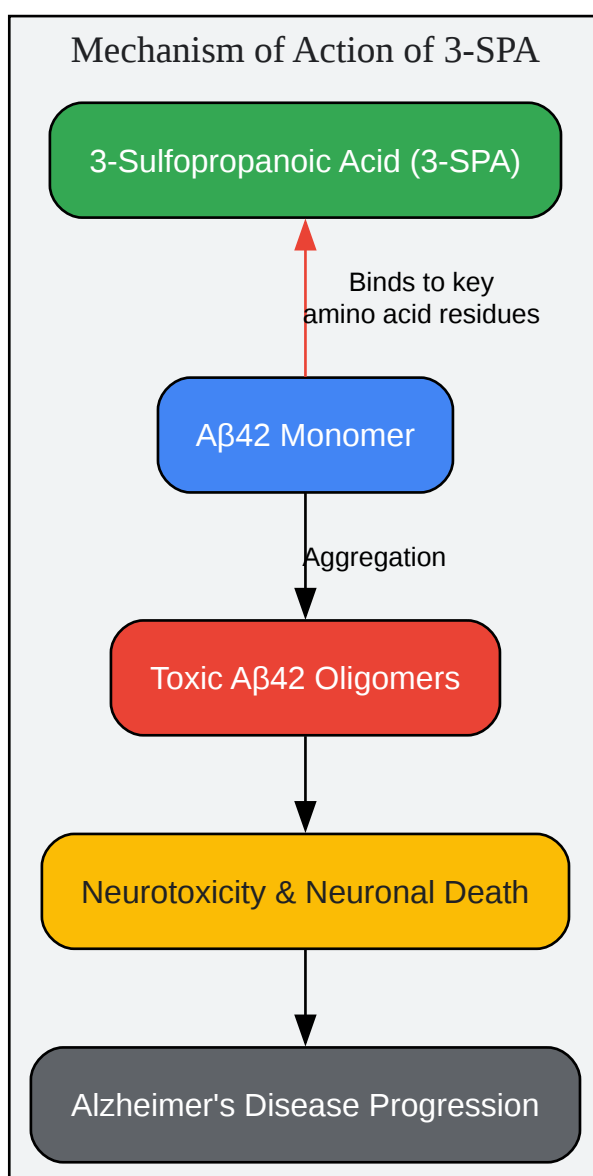 Mechanism of Action of 3-SPA
3-Sulfopropanoic Acid (3-SPA)
Binds to key
amino acid residues
Aβ42 Monomer
Aggregation
Toxic Aβ42 Oligomers
Neurotoxicity & Neuronal Death
Alzheimer's Disease Progression